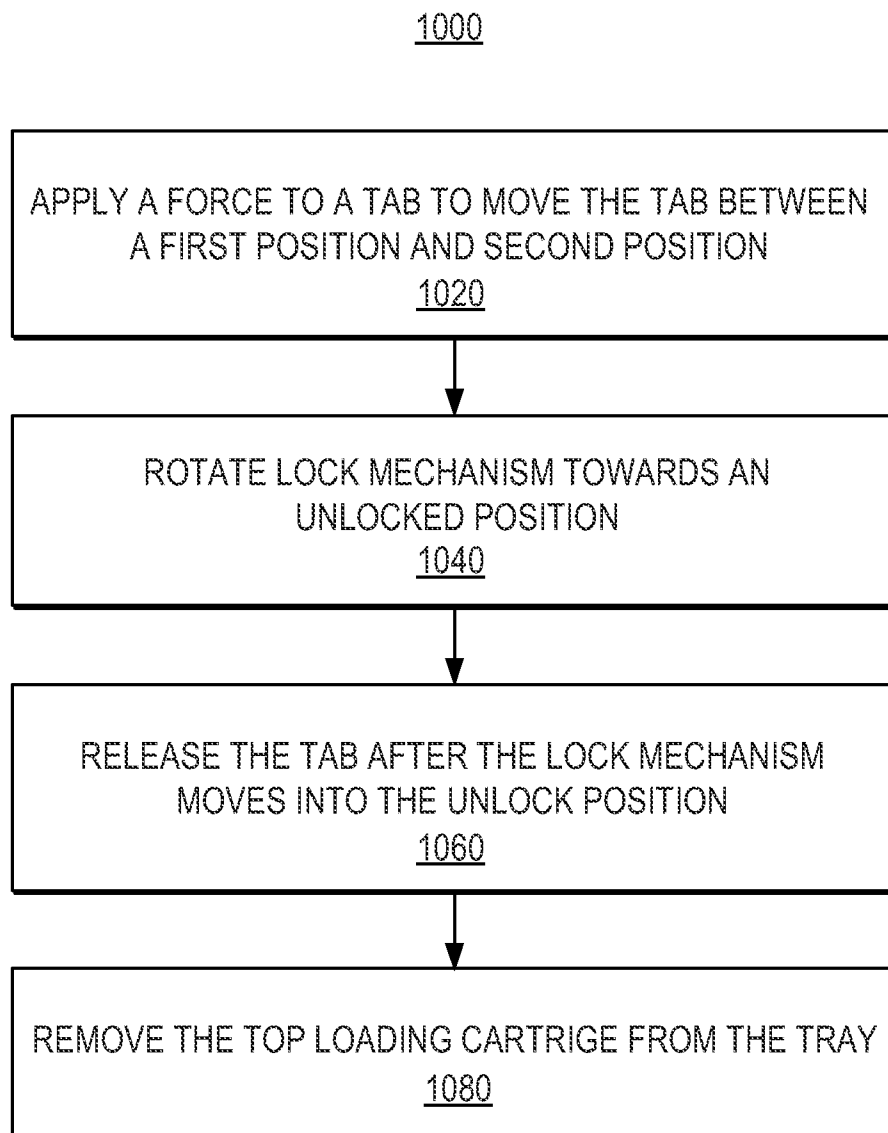 1000
APPLY A FORCE TO A TAB TO MOVE THE TAB BETWEEN
A FIRST POSITION AND SECOND POSITION
1020
ROTATE LOCK MECHANISM TOWARDS AN
UNLOCKED POSITION
1040
RELEASE THE TAB AFTER THE LOCK MECHANISM
MOVES INTO THE UNLOCK POSITION
1060
REMOVE THE TOP LOADING CARTRIGE FROM THE TRAY
1080